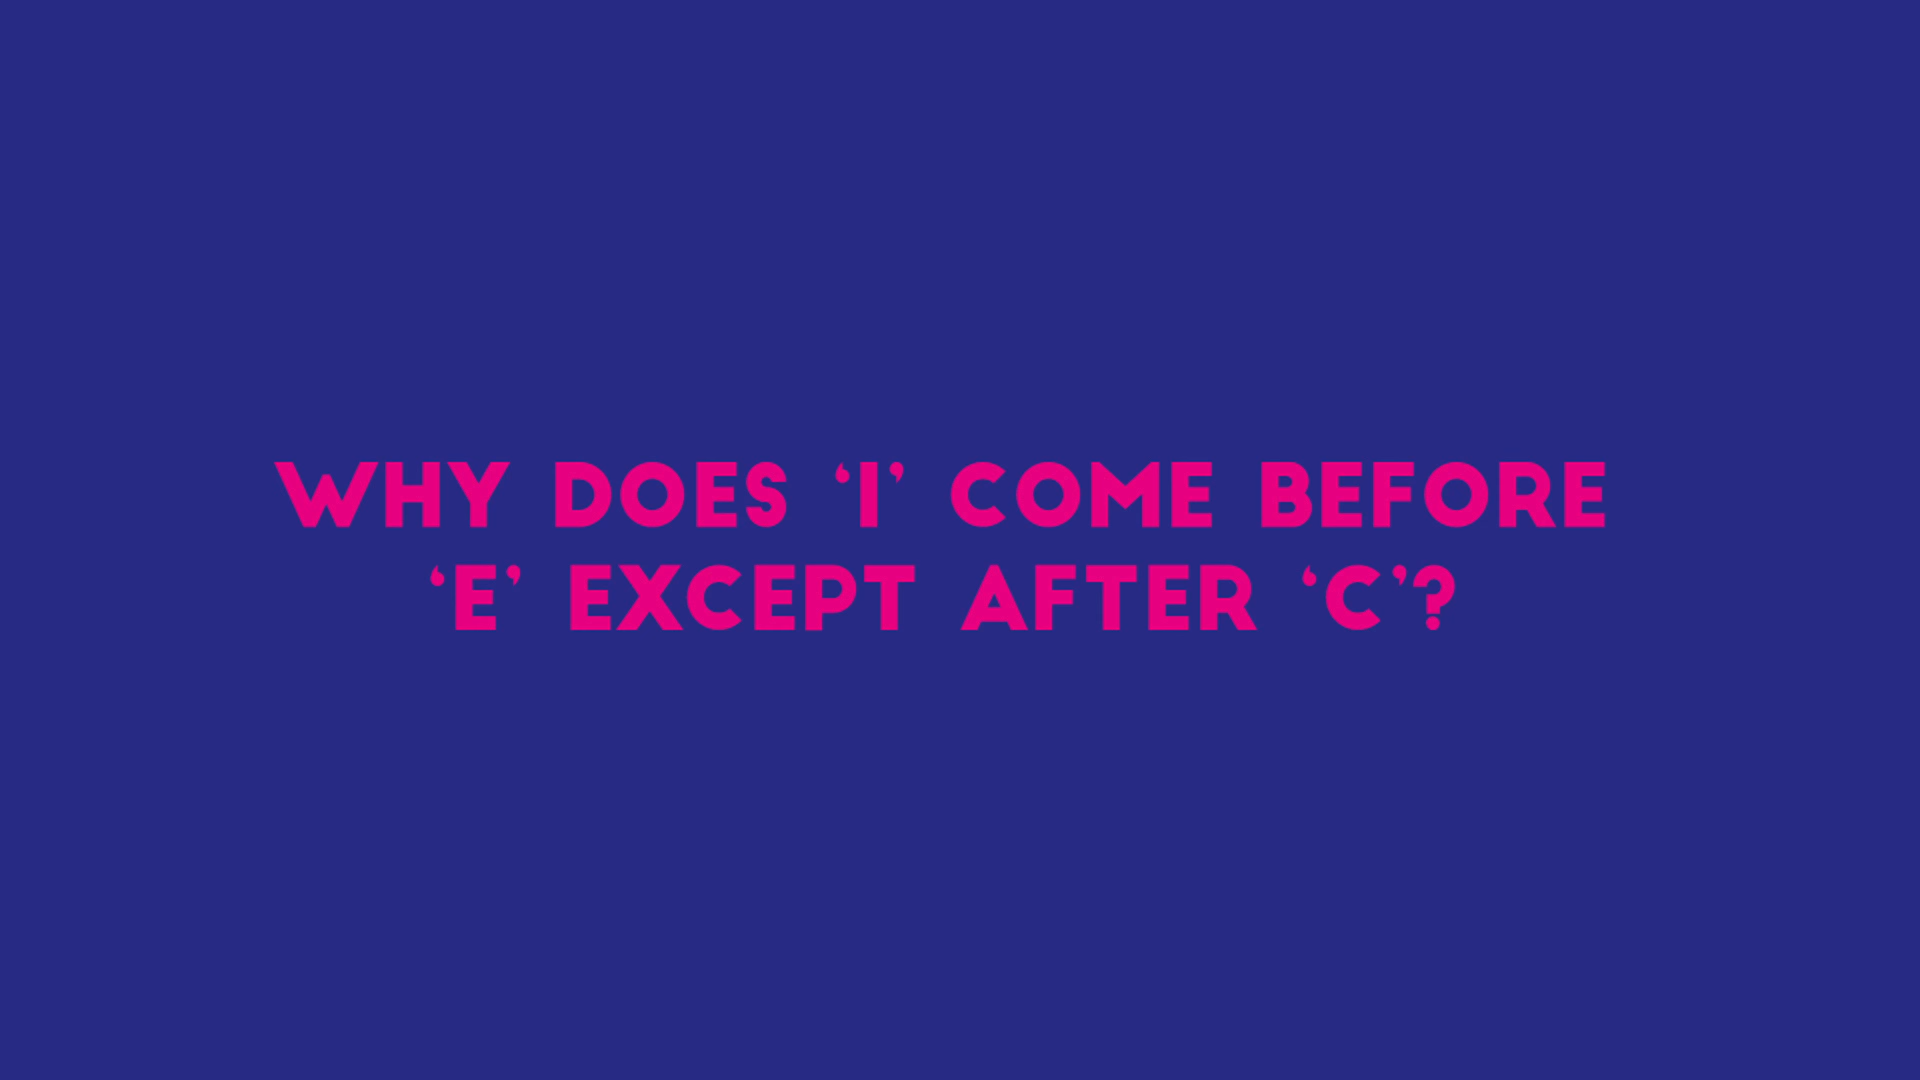 WHY DOES ‘I’ COME BEFORE
‘E’ EXCEPT AFTER ‘C’?